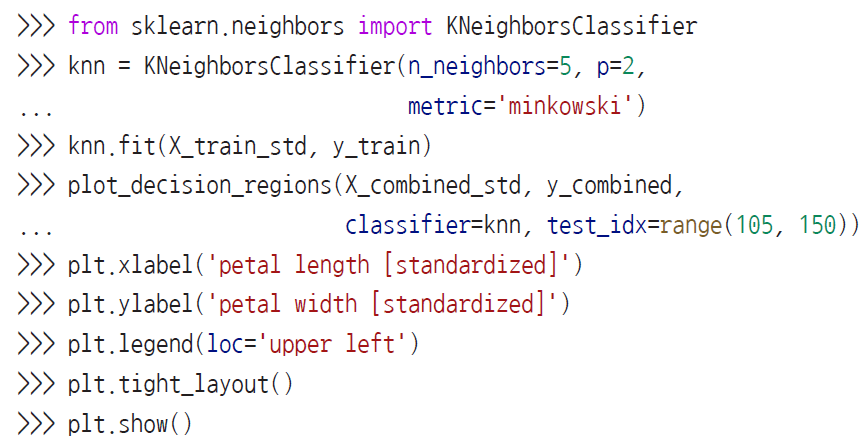 >>> from sklearn.neighbors import KNeighborsClassifier
>>> knn = KNeighborsClassifier(n_neighbors=5, p=2,
...                            metric='minkowski')
>>> knn.fit(X_train_std, y_train)
>>> plot_decision_regions(X_combined_std, y_combined,
...                       classifier=knn, test_idx=range(105, 150))
>>> plt.xlabel('petal length [standardized]')
>>> plt.ylabel('petal width [standardized]')
>>> plt.legend(loc='upper left')
>>> plt.tight_layout()
>>> plt.show()